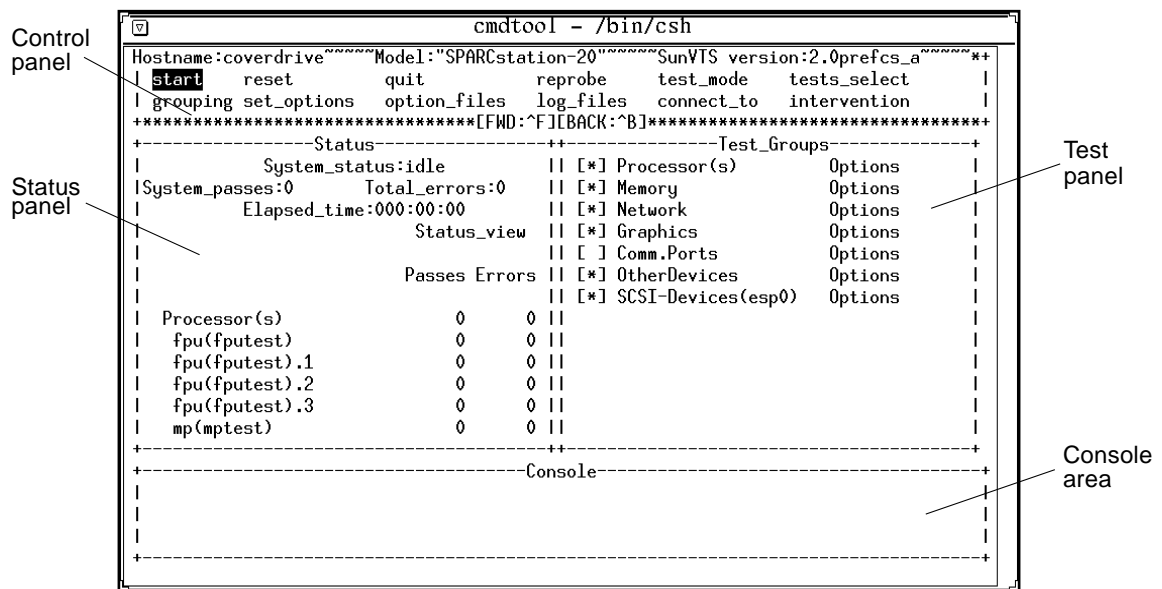 cmdtool - /bin/csh
Control panel
Hostname:coverdrive~~~~~Model:"SPARCstation-20"~~~~~SunVTS version:2.0prefcs_a~~~~~*+
| start reset quit reprobe test_mode tests_select |
| grouping set_options option_files log_files connect_to intervention |
+*********************************[FWD:^F][BACK:^B]*********************************+
+-----------------Status-----------------++---------------Test_Groups---------------+
| System_status:idle || [*] Processor(s) Options |
|System_passes:0 Total_errors:0 || [*] Memory Options |
| Elapsed_time:000:00:00 || [*] Network Options |
| Status_view || [*] Graphics Options |
| || [ ] Comm.Ports Options |
| Passes Errors || [*] OtherDevices Options |
| || [*] SCSI-Devices(esp0) Options |
| Processor(s) 0 0 || |
| fpu(fputest) 0 0 || |
| fpu(fputest).1 0 0 || |
| fpu(fputest).2 0 0 || |
| fpu(fputest).3 0 0 || |
| mp(mptest) 0 0 || |
+----------------------------------------++-----------------------------------------+
+--------------------------------------Console--------------------------------------+
| |
| |
| |
+-----------------------------------------------------------------------------------+
Status panel
Test panel
Console area